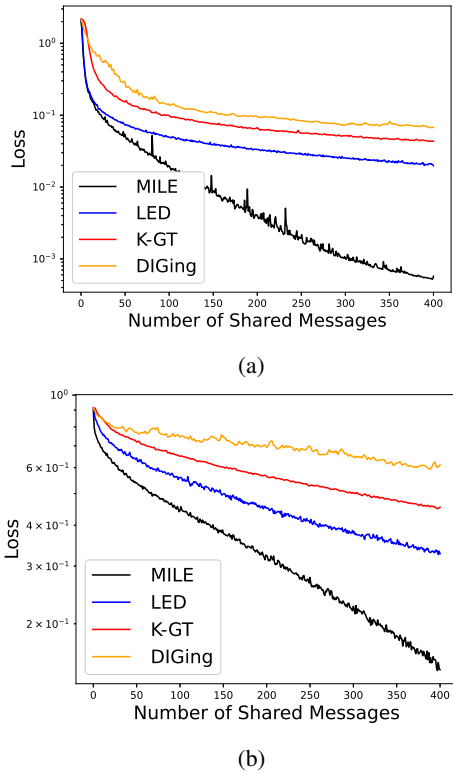 10⁰
10⁻¹
10⁻²
10⁻³
Loss
MILE
LED
K-GT
DIGing
0 50 100 150 200 250 300 350 400
Number of Shared Messages
(a)
10⁰
6 × 10⁻¹
4 × 10⁻¹
3 × 10⁻¹
2 × 10⁻¹
Loss
MILE
LED
K-GT
DIGing
0 50 100 150 200 250 300 350 400
Number of Shared Messages
(b)